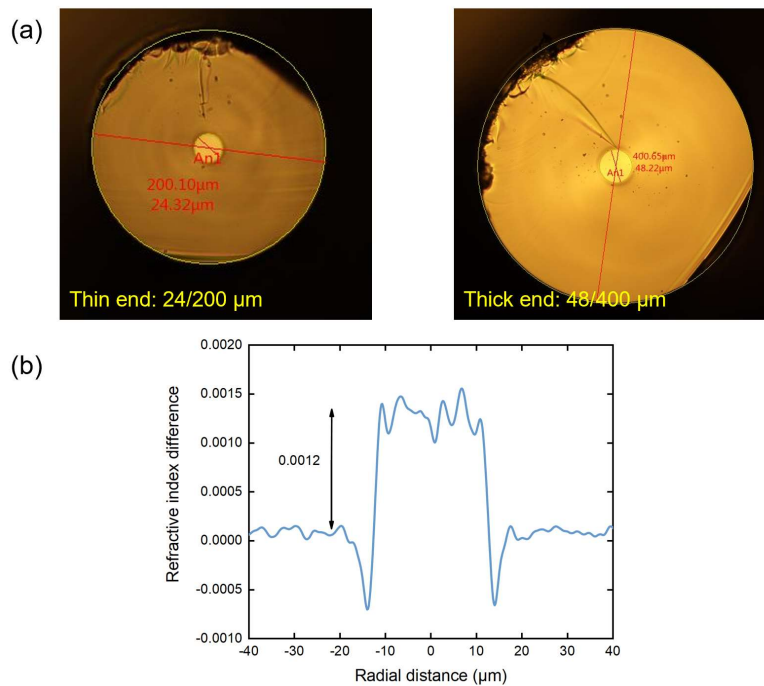 (a)
An1
200.10µm
24.32µm
Thin end: 24/200 µm
400.65µm
48.22µm
An1
Thick end: 48/400 µm
(b)
Refractive index difference
0.0020
0.0015
0.0010
0.0005
0.0000
-0.0005
-0.0010
0.0012
-40 -30 -20 -10 0 10 20 30 40
Radial distance (µm)